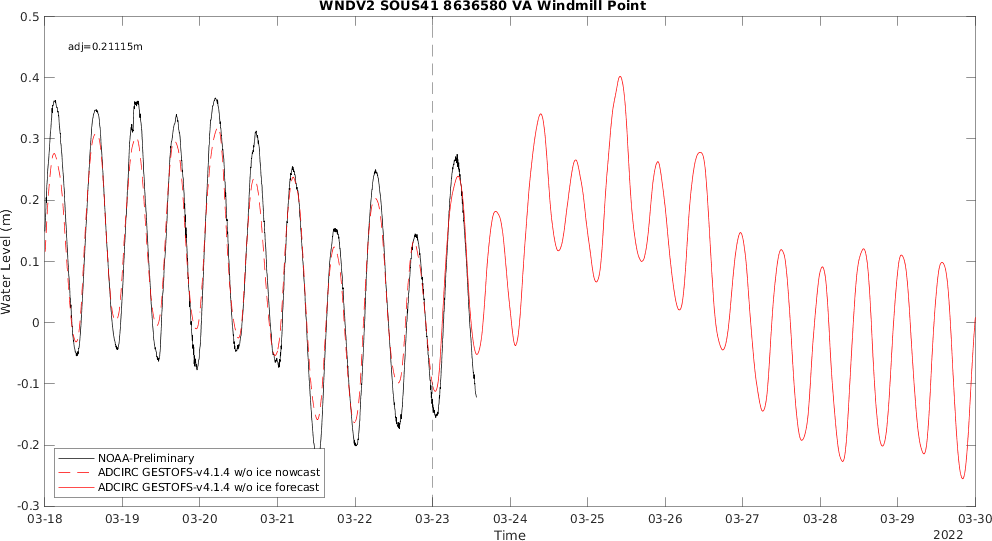 WNDV2 SOUS41 8636580 VA Windmill Point
0.5
adj=0.21115m
0.4
0.3
0.2
0.1
0
-0.1
-0.2
-0.3
Water Level (m)
NOAA-Preliminary
ADCIRC GESTOFS-v4.1.4 w/o ice nowcast
ADCIRC GESTOFS-v4.1.4 w/o ice forecast
03-18 03-19 03-20 03-21 03-22 03-23 03-24 03-25 03-26 03-27 03-28 03-29 03-30
Time
2022